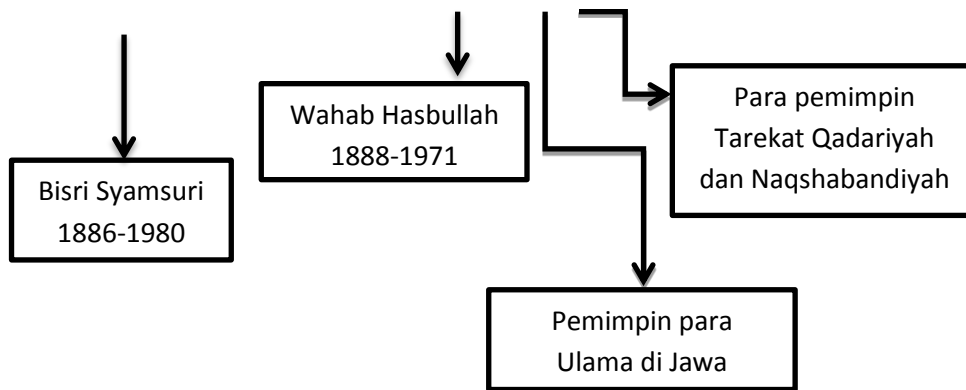 Wahab Hasbullah
1888-1971
Para pemimpin
Tarekat Qadariyah
dan Naqshabandiyah
Bisri Syamsuri
1886-1980
Pemimpin para
Ulama di Jawa